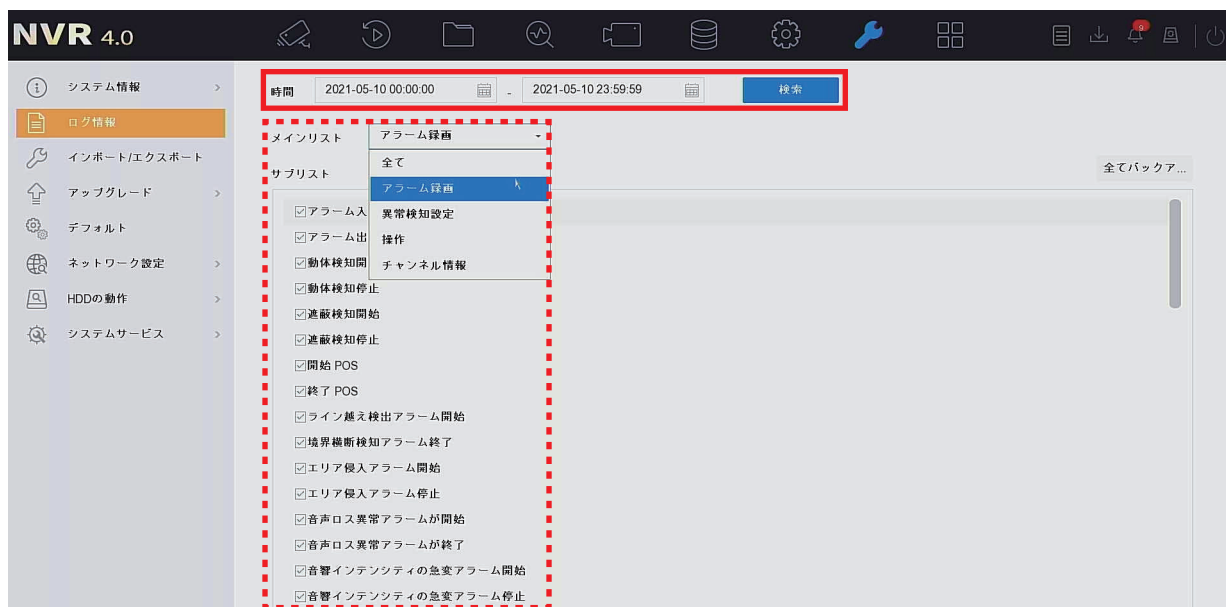 NVR 4.0
9
システム情報
ログ情報
インポート/エクスポート
アップグレード
デフォルト
ネットワーク設定
HDDの動作
システムサービス
時間 2021-05-10 00:00:00 - 2021-05-10 23:59:59 検索
メインリスト アラーム録画
全て
アラーム録画
異常検知設定
操作
チャンネル情報
サブリスト
全てバックア...
アラーム入
アラーム出
動体検知開
動体検知停止
遮蔽検知開始
遮蔽検知停止
開始 POS
終了 POS
ライン越え検出アラーム開始
境界横断検知アラーム終了
エリア侵入アラーム開始
エリア侵入アラーム停止
音声ロス異常アラームが開始
音声ロス異常アラームが終了
音響インテンシティの急変アラーム開始
音響インテンシティの急変アラーム停止